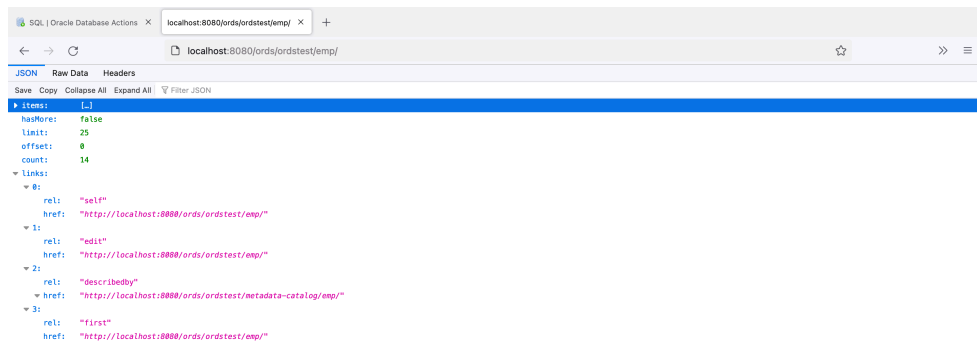 SQL | Oracle Database Actions
localhost:8080/ords/ordstest/emp/
localhost:8080/ords/ordstest/emp/
JSON Raw Data Headers
Save Copy Collapse All Expand All Filter JSON
items: […]
hasMore: false
limit: 25
offset: 0
count: 14
links:
0:
rel: "self"
href: "http://localhost:8080/ords/ordstest/emp/"
1:
rel: "edit"
href: "http://localhost:8080/ords/ordstest/emp/"
2:
rel: "describedby"
href: "http://localhost:8080/ords/ordstest/metadata-catalog/emp/"
3:
rel: "first"
href: "http://localhost:8080/ords/ordstest/emp/"